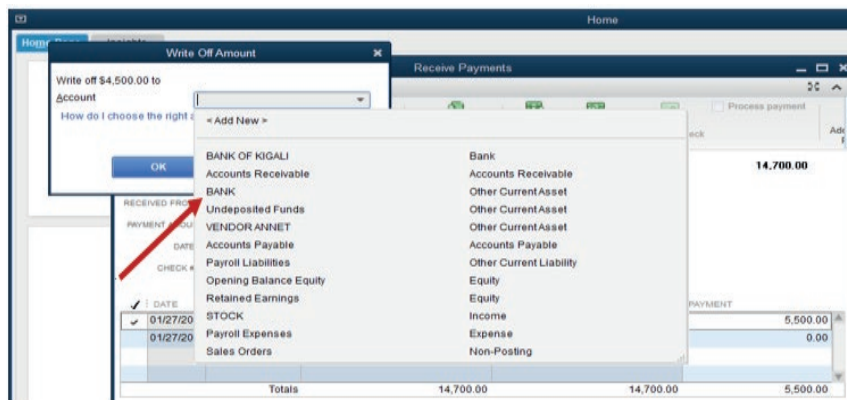 Home
Home Page Insights
Write Off Amount
Receive Payments
Write off $4,500.00 to
Account
How do I choose the right a
Process payment
eck
Add
OK
14,700.00
< Add New >
BANK OF KIGALI Bank
Accounts Receivable Accounts Receivable
BANK Other Current Asset
Undeposited Funds Other Current Asset
VENDOR ANNET Other Current Asset
Accounts Payable Accounts Payable
Payroll Liabilities Other Current Liability
Opening Balance Equity Equity
Retained Earnings Equity
STOCK Income
Payroll Expenses Expense
Sales Orders Non-Posting
RECEIVED FRO
PAYMENT AMOU
DATE
CHECK #
DATE PAYMENT
01/27/20 5,500.00
01/27/20 0.00
Totals 14,700.00 14,700.00 5,500.00